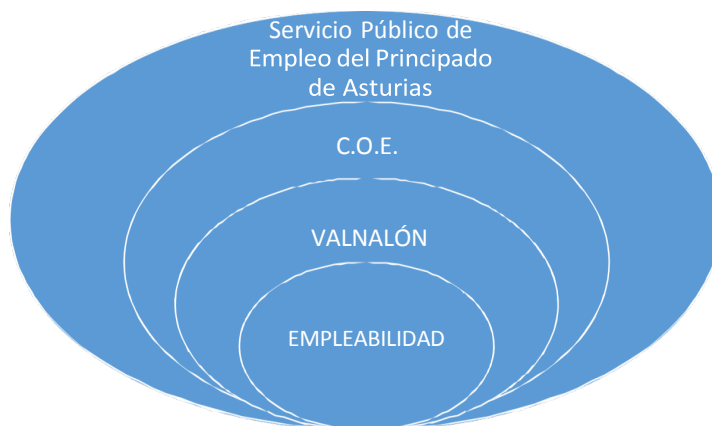 Servicio Público de
Empleo del Principado
de Asturias
C.O.E.
VALNALÓN
EMPLEABILIDAD